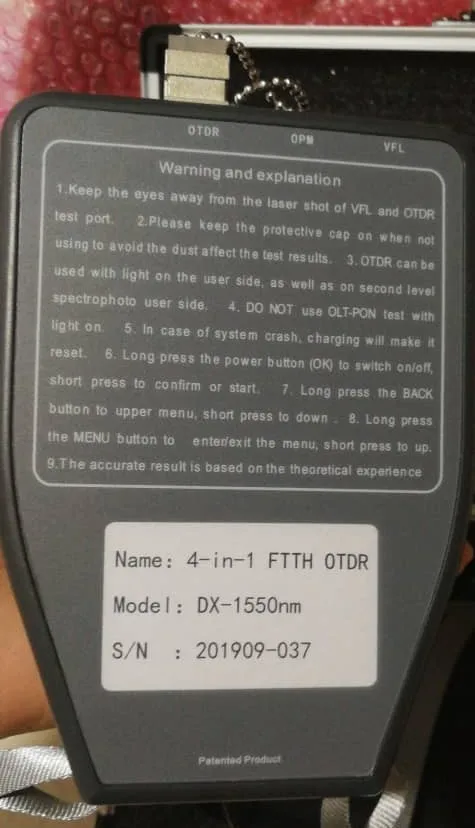 OTDR OPM VFL
Warning and explanation
1.Keep the eyes away from the laser shot of VFL and OTDR
test port. 2.Please keep the protective cap on when not
using to avoid the dust affect the test results. 3.OTDR can be
used with light on the user side, as well as on second level
spectrophoto user side. 4. DO NOT use OLT-PON test with
light on. 5. In case of system crash, charging will make it
reset. 6. Long press the power button (OK) to switch on/off,
short press to confirm or start. 7. Long press the BACK
button to upper menu, short press to down . 8. Long press
the MENU button to enter/exit the menu, short press to up.
9.The accurate result is based on the theoretical experience
Name: 4-in-1 FTTH OTDR
Model: DX-1550nm
S/N : 201909-037
Patented Product